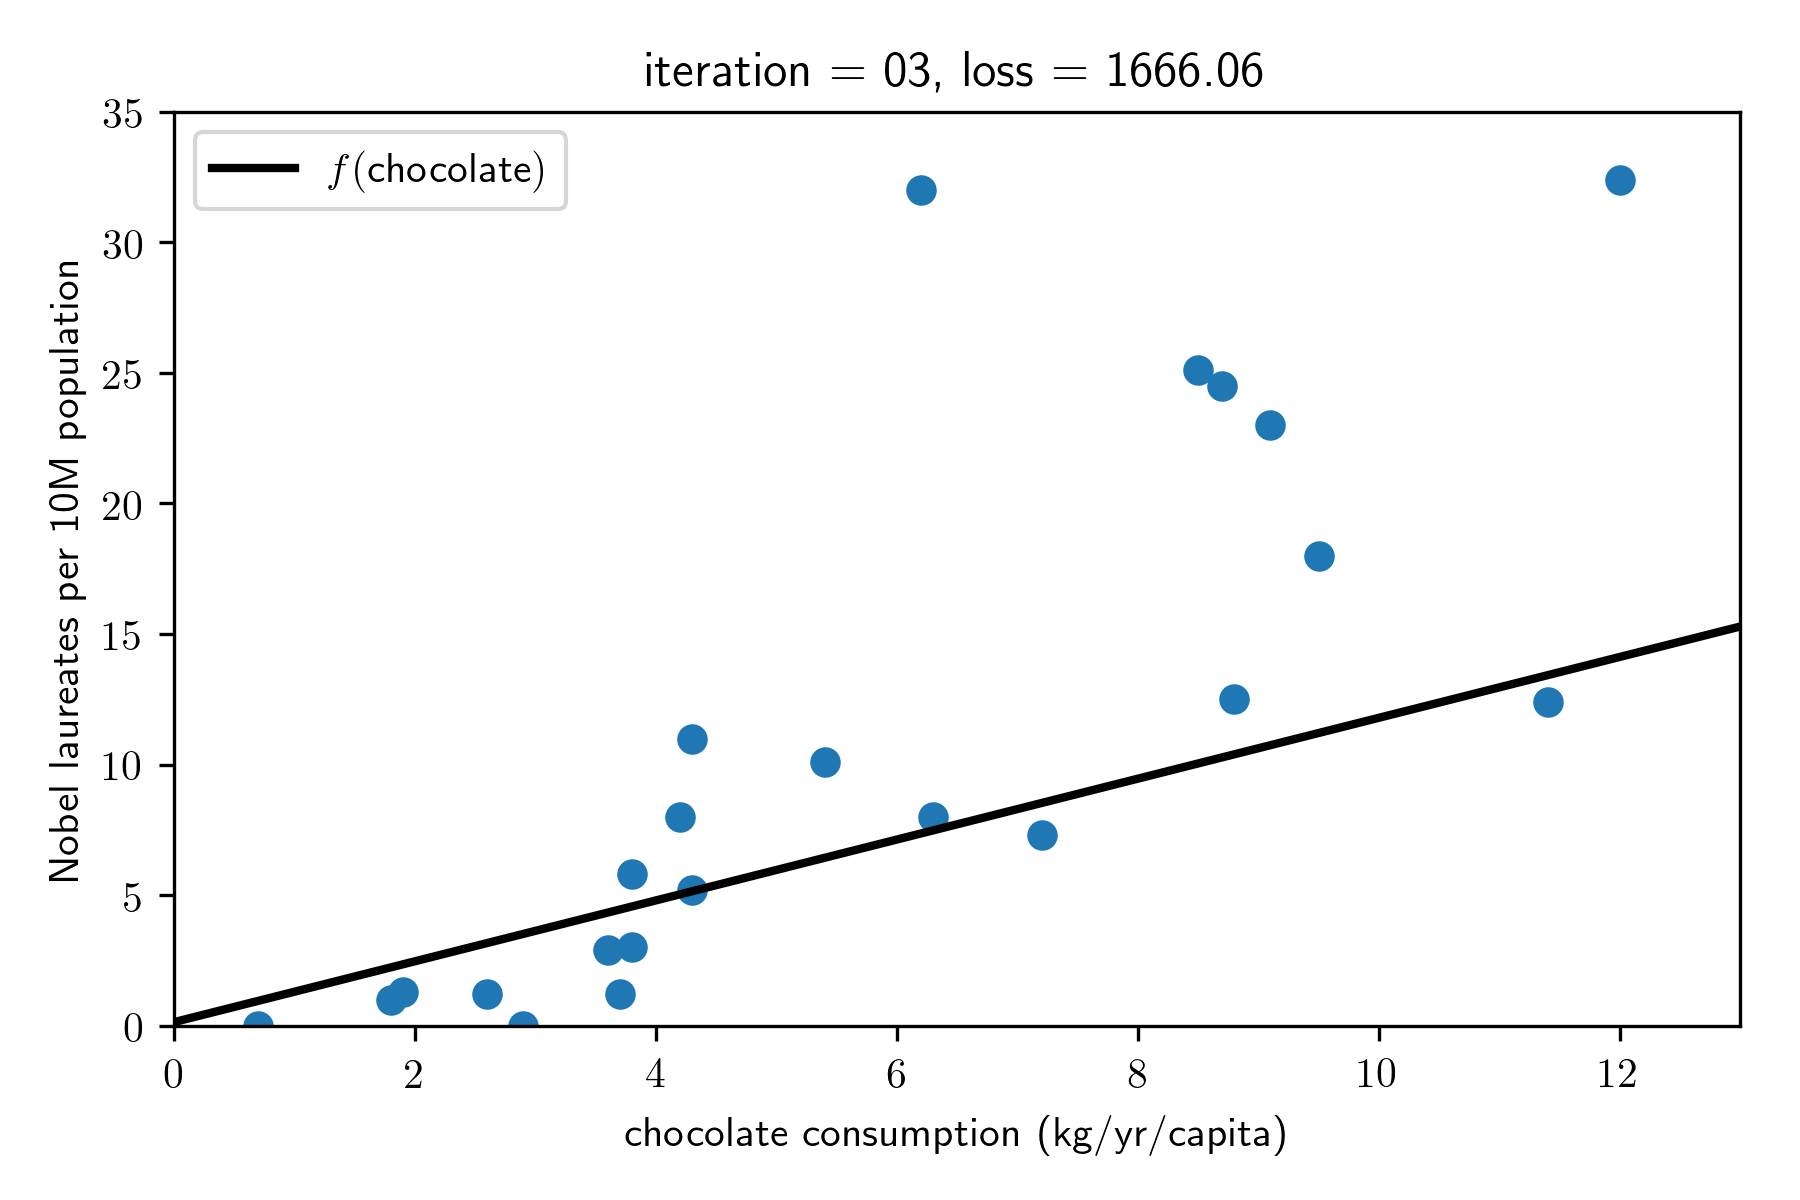 iteration = 03, loss = 1666.06
f(chocolate)
Nobel laureates per 10M population
35
30
25
20
15
10
5
0
0 2 4 6 8 10 12
chocolate consumption (kg/yr/capita)